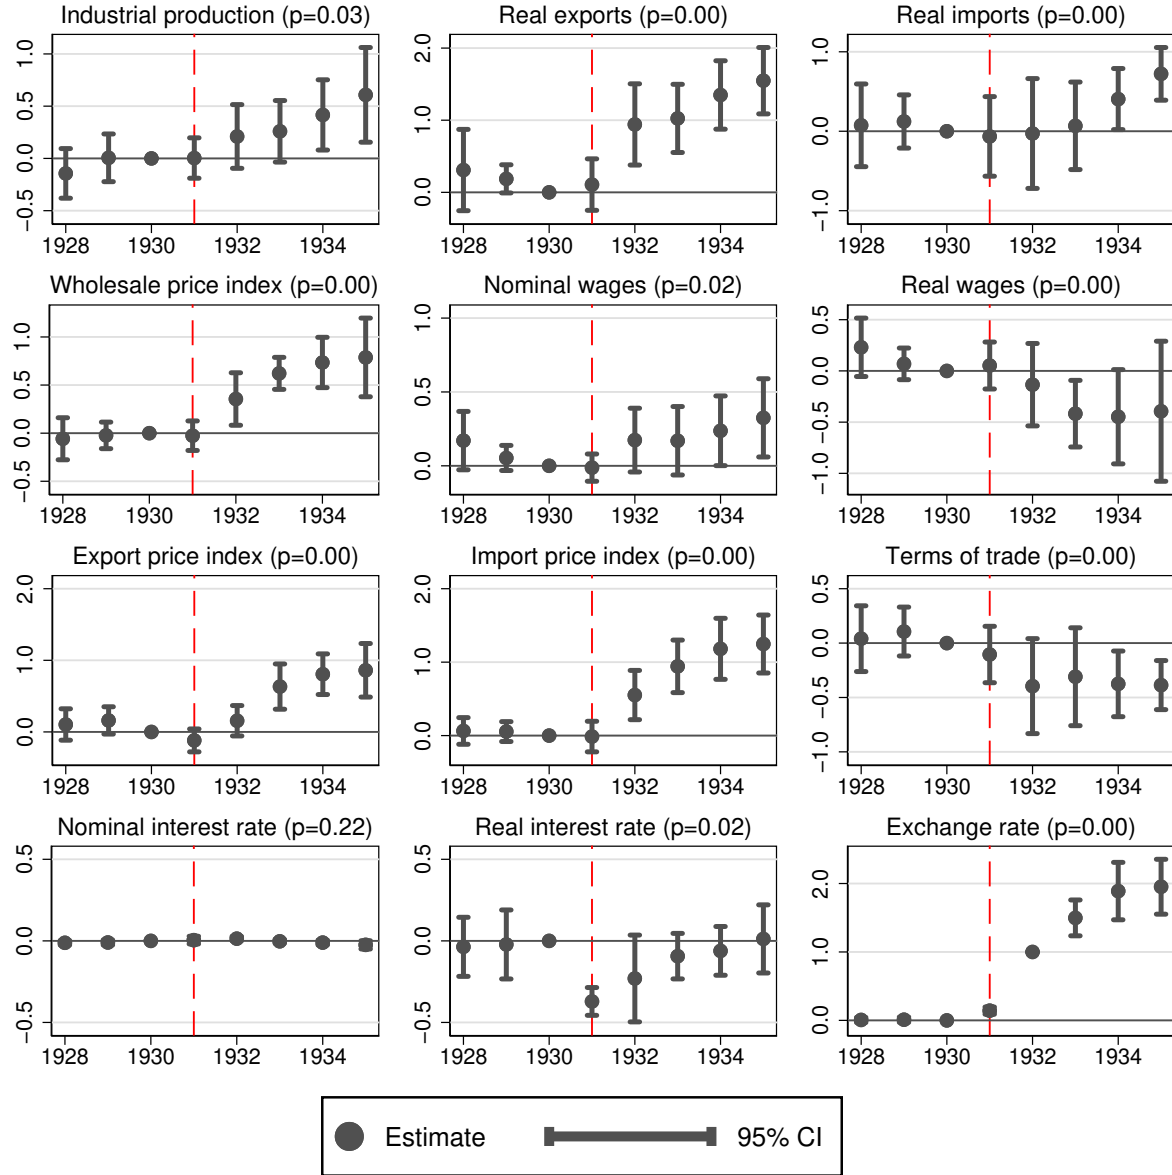 Industrial production (p=0.03)
1.0
0.5
0.0
−0.5
1928 1930 1932 1934
Real exports (p=0.00)
2.0
1.0
0.0
1928 1930 1932 1934
Real imports (p=0.00)
1.0
0.0
−1.0
1928 1930 1932 1934
Wholesale price index (p=0.00)
1.0
0.5
0.0
−0.5
1928 1930 1932 1934
Nominal wages (p=0.02)
1.0
0.5
0.0
1928 1930 1932 1934
Real wages (p=0.00)
0.5
0.0
−0.5
−1.0
1928 1930 1932 1934
Export price index (p=0.00)
2.0
1.0
0.0
1928 1930 1932 1934
Import price index (p=0.00)
2.0
1.0
0.0
1928 1930 1932 1934
Terms of trade (p=0.00)
0.5
0.0
−0.5
−1.0
1928 1930 1932 1934
Nominal interest rate (p=0.22)
0.5
0.0
−0.5
1928 1930 1932 1934
Real interest rate (p=0.02)
0.5
0.0
−0.5
1928 1930 1932 1934
Exchange rate (p=0.00)
2.0
1.0
0.0
1928 1930 1932 1934
Estimate 95% CI